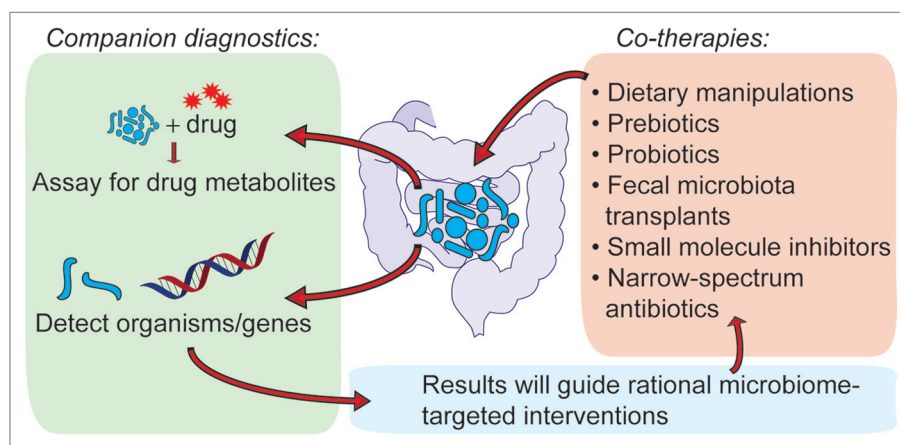 Companion diagnostics:
+ drug
Assay for drug metabolites
Detect organisms/genes
Co-therapies:
• Dietary manipulations
• Prebiotics
• Probiotics
• Fecal microbiota
transplants
• Small molecule inhibitors
• Narrow-spectrum
antibiotics
Results will guide rational microbiome-
targeted interventions